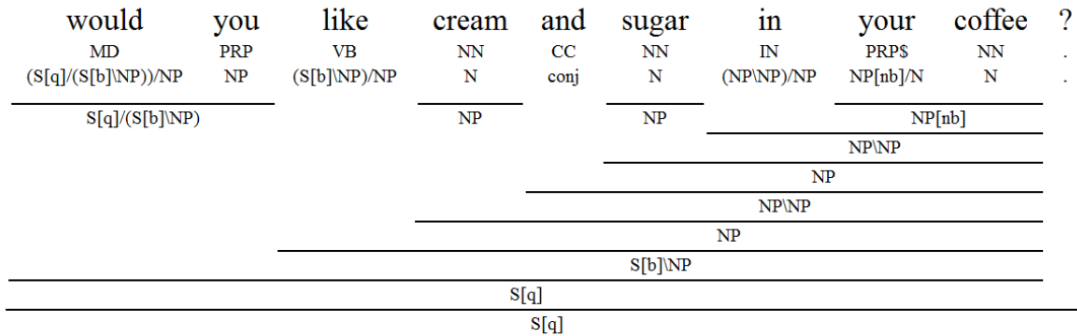 would you like cream and sugar in your coffee ?
MD PRP VB NN CC NN IN PRP$ NN .
(S[q]/(S[b]\NP))/NP NP (S[b]\NP)/NP N conj N (NP\NP)/NP NP[nb]/N N .
S[q]/(S[b]\NP) NP NP NP[nb]
NP\NP
NP
NP\NP
NP
S[b]\NP
S[q]
S[q]